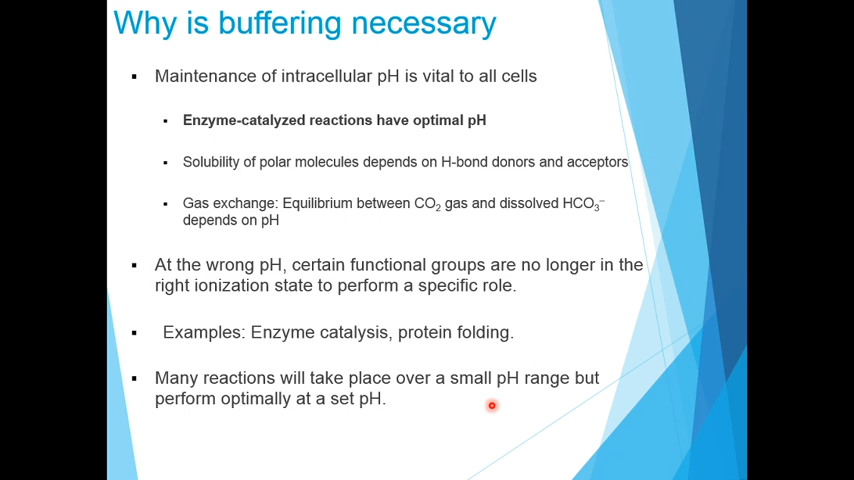 Why is buffering necessary
▪ Maintenance of intracellular pH is vital to all cells
▪ Enzyme-catalyzed reactions have optimal pH
▪ Solubility of polar molecules depends on H-bond donors and acceptors
▪ Gas exchange: Equilibrium between CO₂ gas and dissolved HCO₃⁻
depends on pH
▪ At the wrong pH, certain functional groups are no longer in the
right ionization state to perform a specific role.
▪ Examples: Enzyme catalysis, protein folding.
▪ Many reactions will take place over a small pH range but
perform optimally at a set pH.